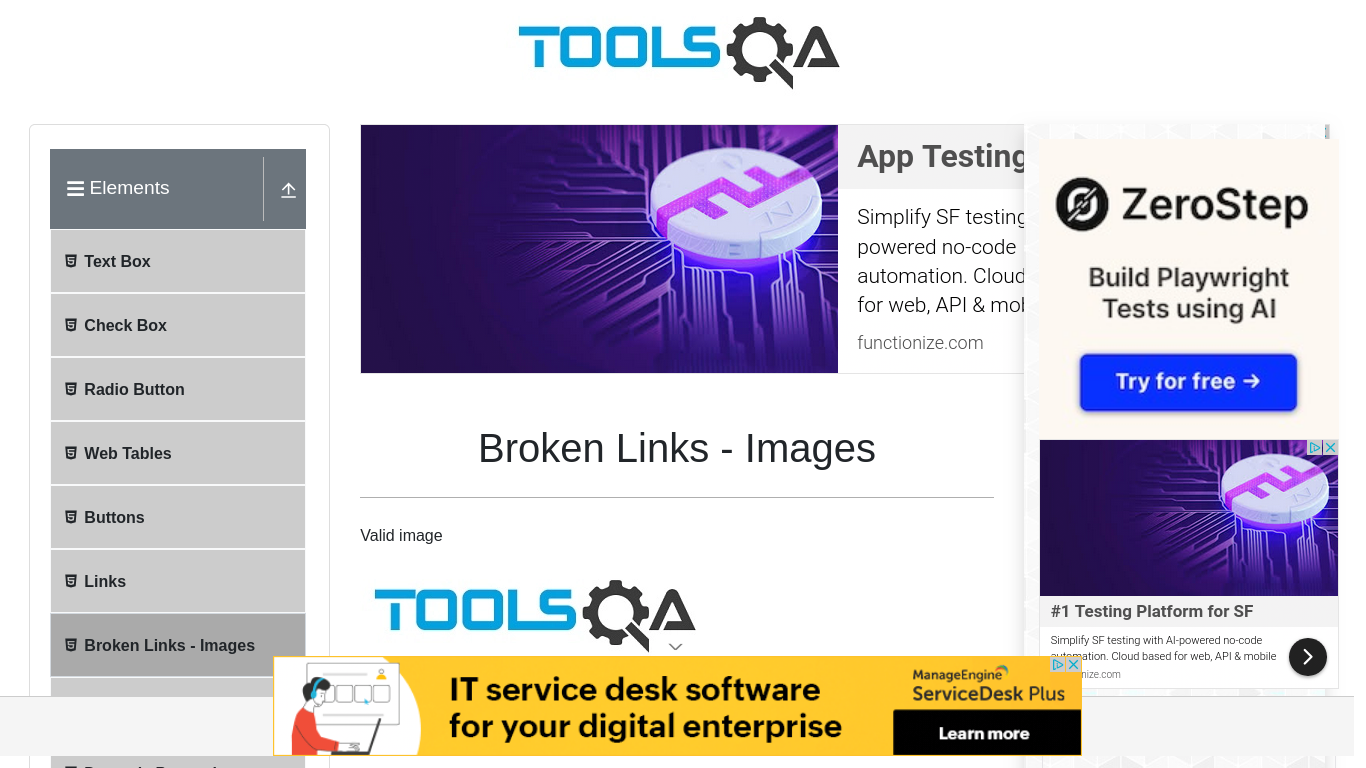 TOOLSQA
Elements
Text Box
Check Box
Radio Button
Web Tables
Buttons
Links
Broken Links - Images
App Testing
Simplify SF testing
powered no-code
automation. Cloud
for web, API & mob
functionize.com
Broken Links - Images
Valid image
TOOLSQA
ZeroStep
Build Playwright
Tests using AI
Try for free →
#1 Testing Platform for SF
Simplify SF testing with AI-powered no-code
automation. Cloud based for web, API & mobile
nize.com
IT service desk software
for your digital enterprise
ManageEngine
ServiceDesk Plus
Learn more